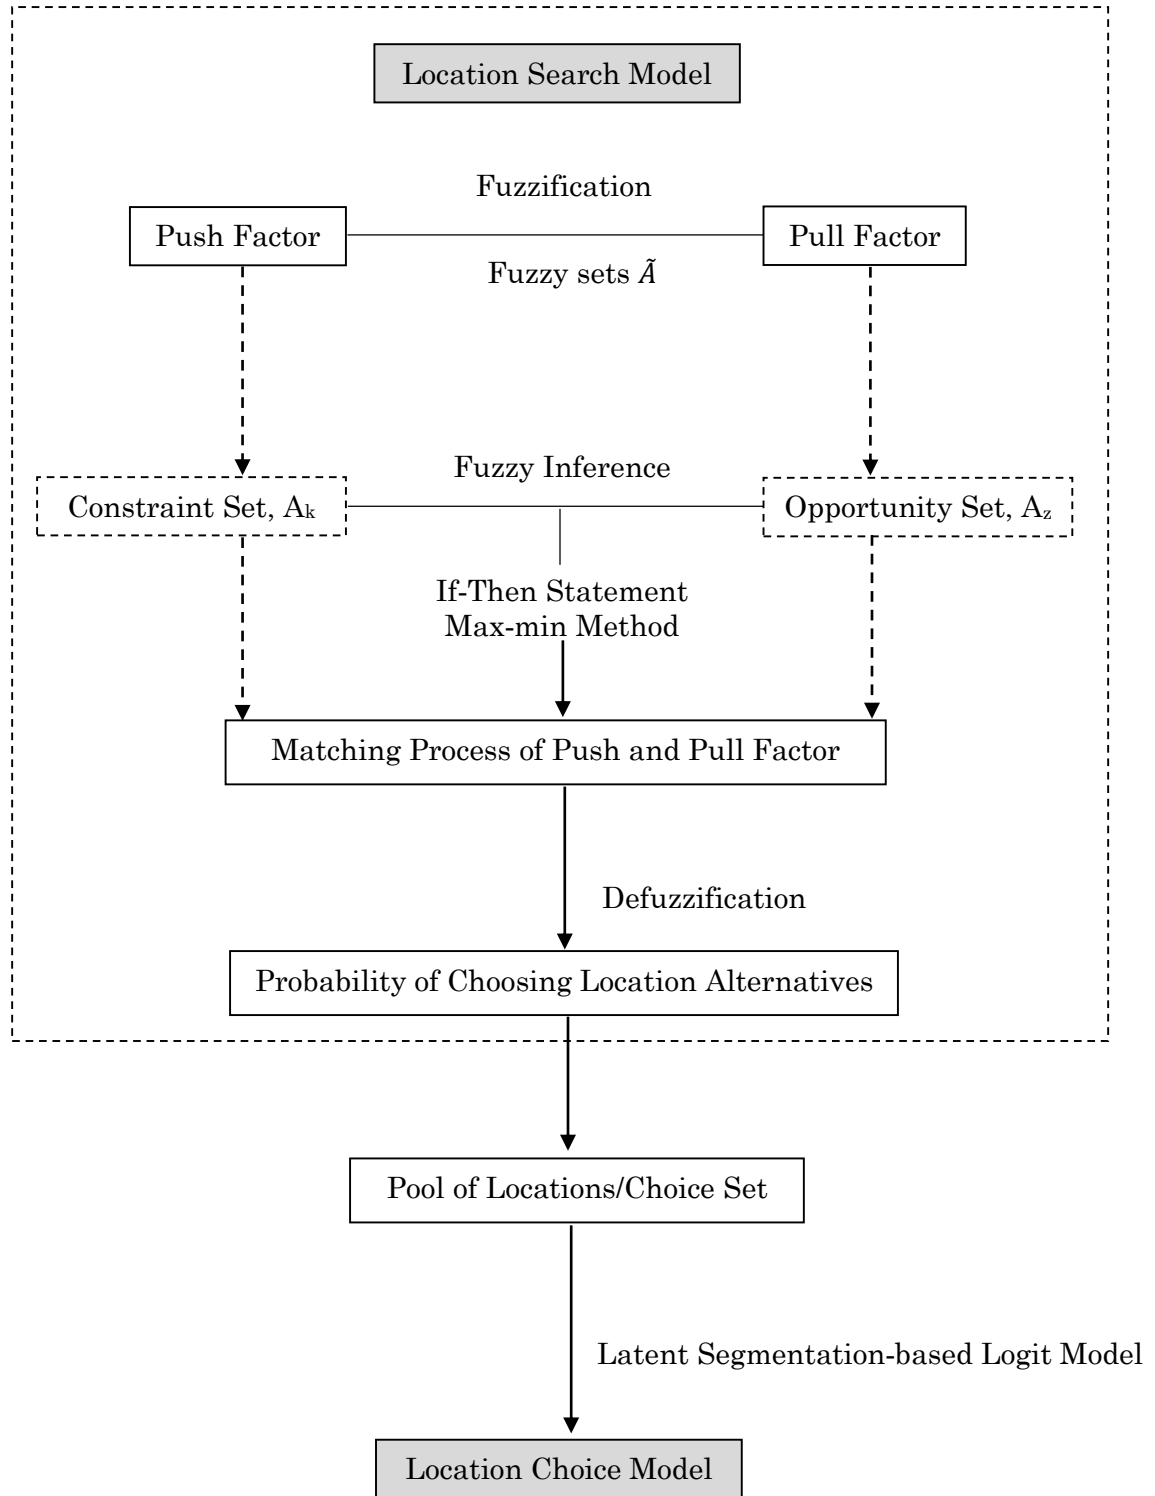 Location Search Model
Fuzzification
Push Factor
Pull Factor
Fuzzy sets Ã
Fuzzy Inference
Constraint Set, Aₖ
Opportunity Set, A_z
If-Then Statement
Max-min Method
Matching Process of Push and Pull Factor
Defuzzification
Probability of Choosing Location Alternatives
Pool of Locations/Choice Set
Latent Segmentation-based Logit Model
Location Choice Model